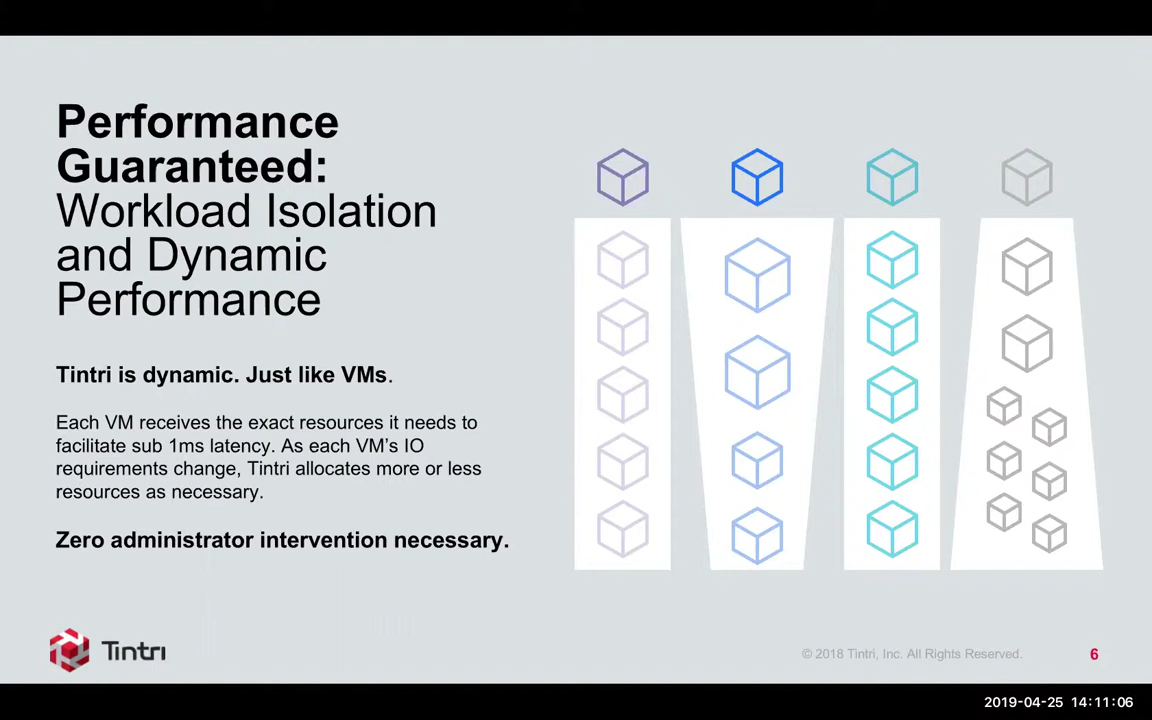 Performance
Guaranteed:
Workload Isolation
and Dynamic
Performance
Tintri is dynamic. Just like VMs.
Each VM receives the exact resources it needs to
facilitate sub 1ms latency. As each VM's IO
requirements change, Tintri allocates more or less
resources as necessary.
Zero administrator intervention necessary.
Tintri
© 2018 Tintri, Inc. All Rights Reserved.
6
2019-04-25 14:11:06